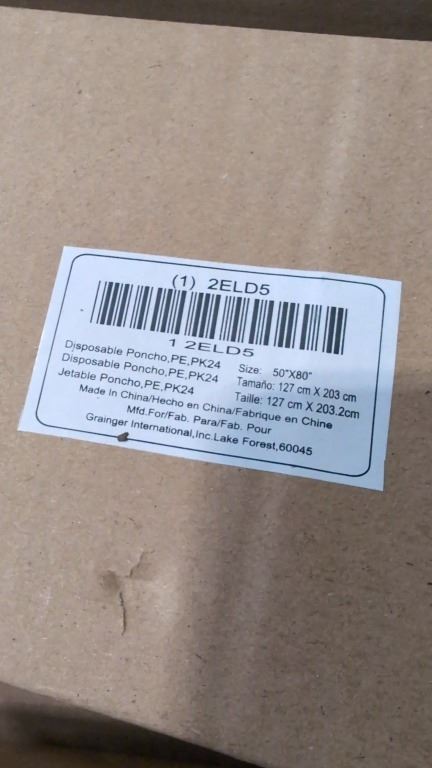 (1) 2ELD5
1 2ELD5
Disposable Poncho,PE,PK24 Size: 50"X80"
Disposable Poncho,PE,PK24 Tamaño: 127 cm X 203 cm
Jetable Poncho,PE,PK24 Taille: 127 cm X 203.2cm
Made In China/Hecho en China/Fabrique en Chine
Mfd.For/Fab. Para/Fab. Pour
Grainger International,Inc.Lake Forest,60045